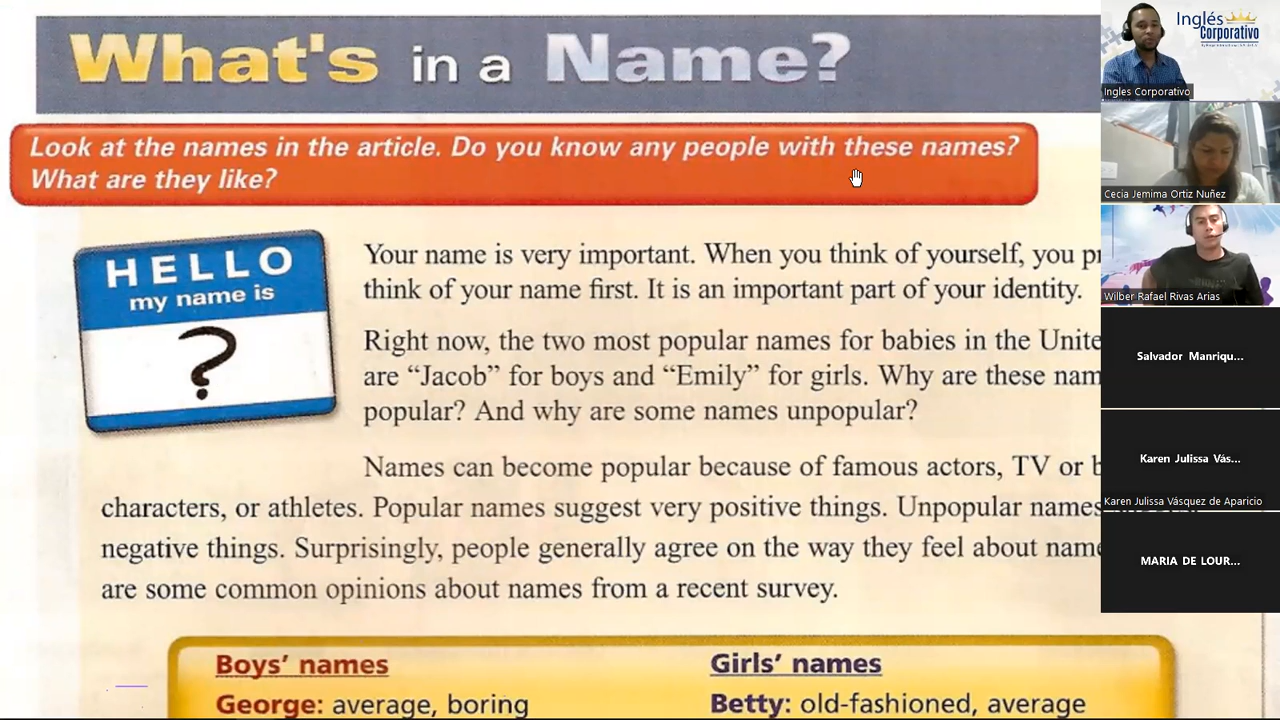 What's in a Name?
Look at the names in the article. Do you know any people with these names?
What are they like?
HELLO
my name is
?
Your name is very important. When you think of yourself, you
think of your name first. It is an important part of your identity.
Right now, the two most popular names for babies in the
are “Jacob” for boys and “Emily” for girls. Why are these
popular? And why are some names unpopular?
Names can become popular because of famous actors, TV or
characters, or athletes. Popular names suggest very positive things. Unpopular names
negative things. Surprisingly, people generally agree on the way they feel about
are some common opinions about names from a recent survey.
Boys’ names
George: average, boring
Girls’ names
Betty: old-fashioned, average
Inglés
Corporativo
Ingles Corporativo
Cecia Jemima Ortiz Nuñez
Wilber Rafael Rivas Arias
Salvador Manriqu...
Karen Julissa Vás...
Karen Julissa Vásquez de Aparicio
MARIA DE LOUR...